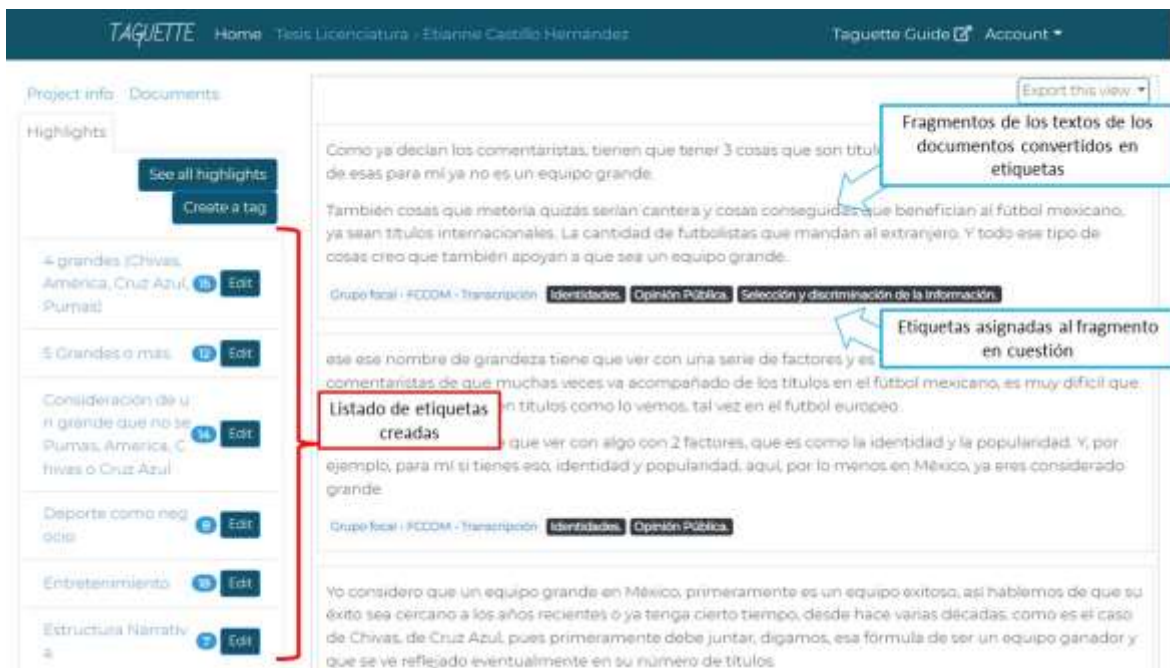 TAGUETTE Home Tesis Licenciatura - Etianne Castillo Hernández Taguette Guide Account
Project info Documents
Highlights
See all highlights
Create a tag
4 grandes (Chivas,
América, Cruz Azul, 15 Edit
Pumas)
5 Grandes o más 12 Edit
Consideración de u
n grande que no se
Pumas, America, C 14 Edit
hivas o Cruz Azul
Deporte como neg
ocio Edit
Entretenimiento 18 Edit
Estructura Narrativ
a 7 Edit
Listado de etiquetas
creadas
Export this view
Fragmentos de los textos de los
documentos convertidos en
etiquetas
Como ya decían los comentaristas, tienen que tener 3 cosas que son
de esas para mí ya no es un equipo grande.
También cosas que metería quizás serían cantera y cosas conseguidas que benefician al fútbol mexicano,
ya sean títulos internacionales. La cantidad de futbolistas que mandan al extranjero. Y todo ese tipo de
cosas creo que también apoyan a que sea un equipo grande.
Grupo focal - FCCOM - Transcripción Identidades. Opinión Pública. Selección y discriminación de la Información.
Etiquetas asignadas al fragmento
en cuestión
ese ese nombre de grandeza tiene que ver con una serie de factores y es
comentaristas de que muchas veces va acompañado de los títulos en el fútbol mexicano, es muy difícil que
en títulos como lo vemos, tal vez en el futbol europeo.
que ver con algo con 2 factores, que es como la identidad y la popularidad. Y, por
ejemplo, para mí si tienes eso, identidad y popularidad, aquí, por lo menos en México, ya eres considerado
grande
Grupo focal - FCCOM - Transcripción Identidades. Opinión Pública.
Yo considero que un equipo grande en México, primeramente es un equipo exitoso, así hablemos de que su
éxito sea cercano a los años recientes o ya tenga cierto tiempo, desde hace varias décadas, como es el caso
de Chivas, de Cruz Azul, pues primeramente debe juntar, digamos, esa fórmula de ser un equipo ganador y
que se ve reflejado eventualmente en su número de títulos